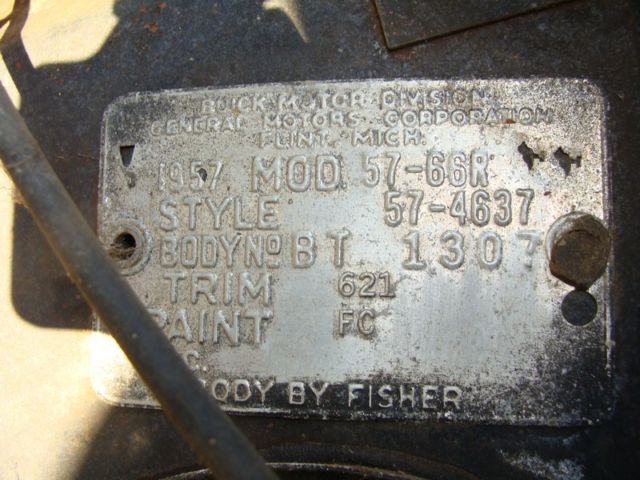 BUICK MOTOR DIVISION
GENERAL MOTORS CORPORATION
FLINT, MICH.
1957 MOD. 57-66R
STYLE 57-4637
BODY NO BT 1307
TRIM 621
PAINT FC
C.
BODY BY FISHER